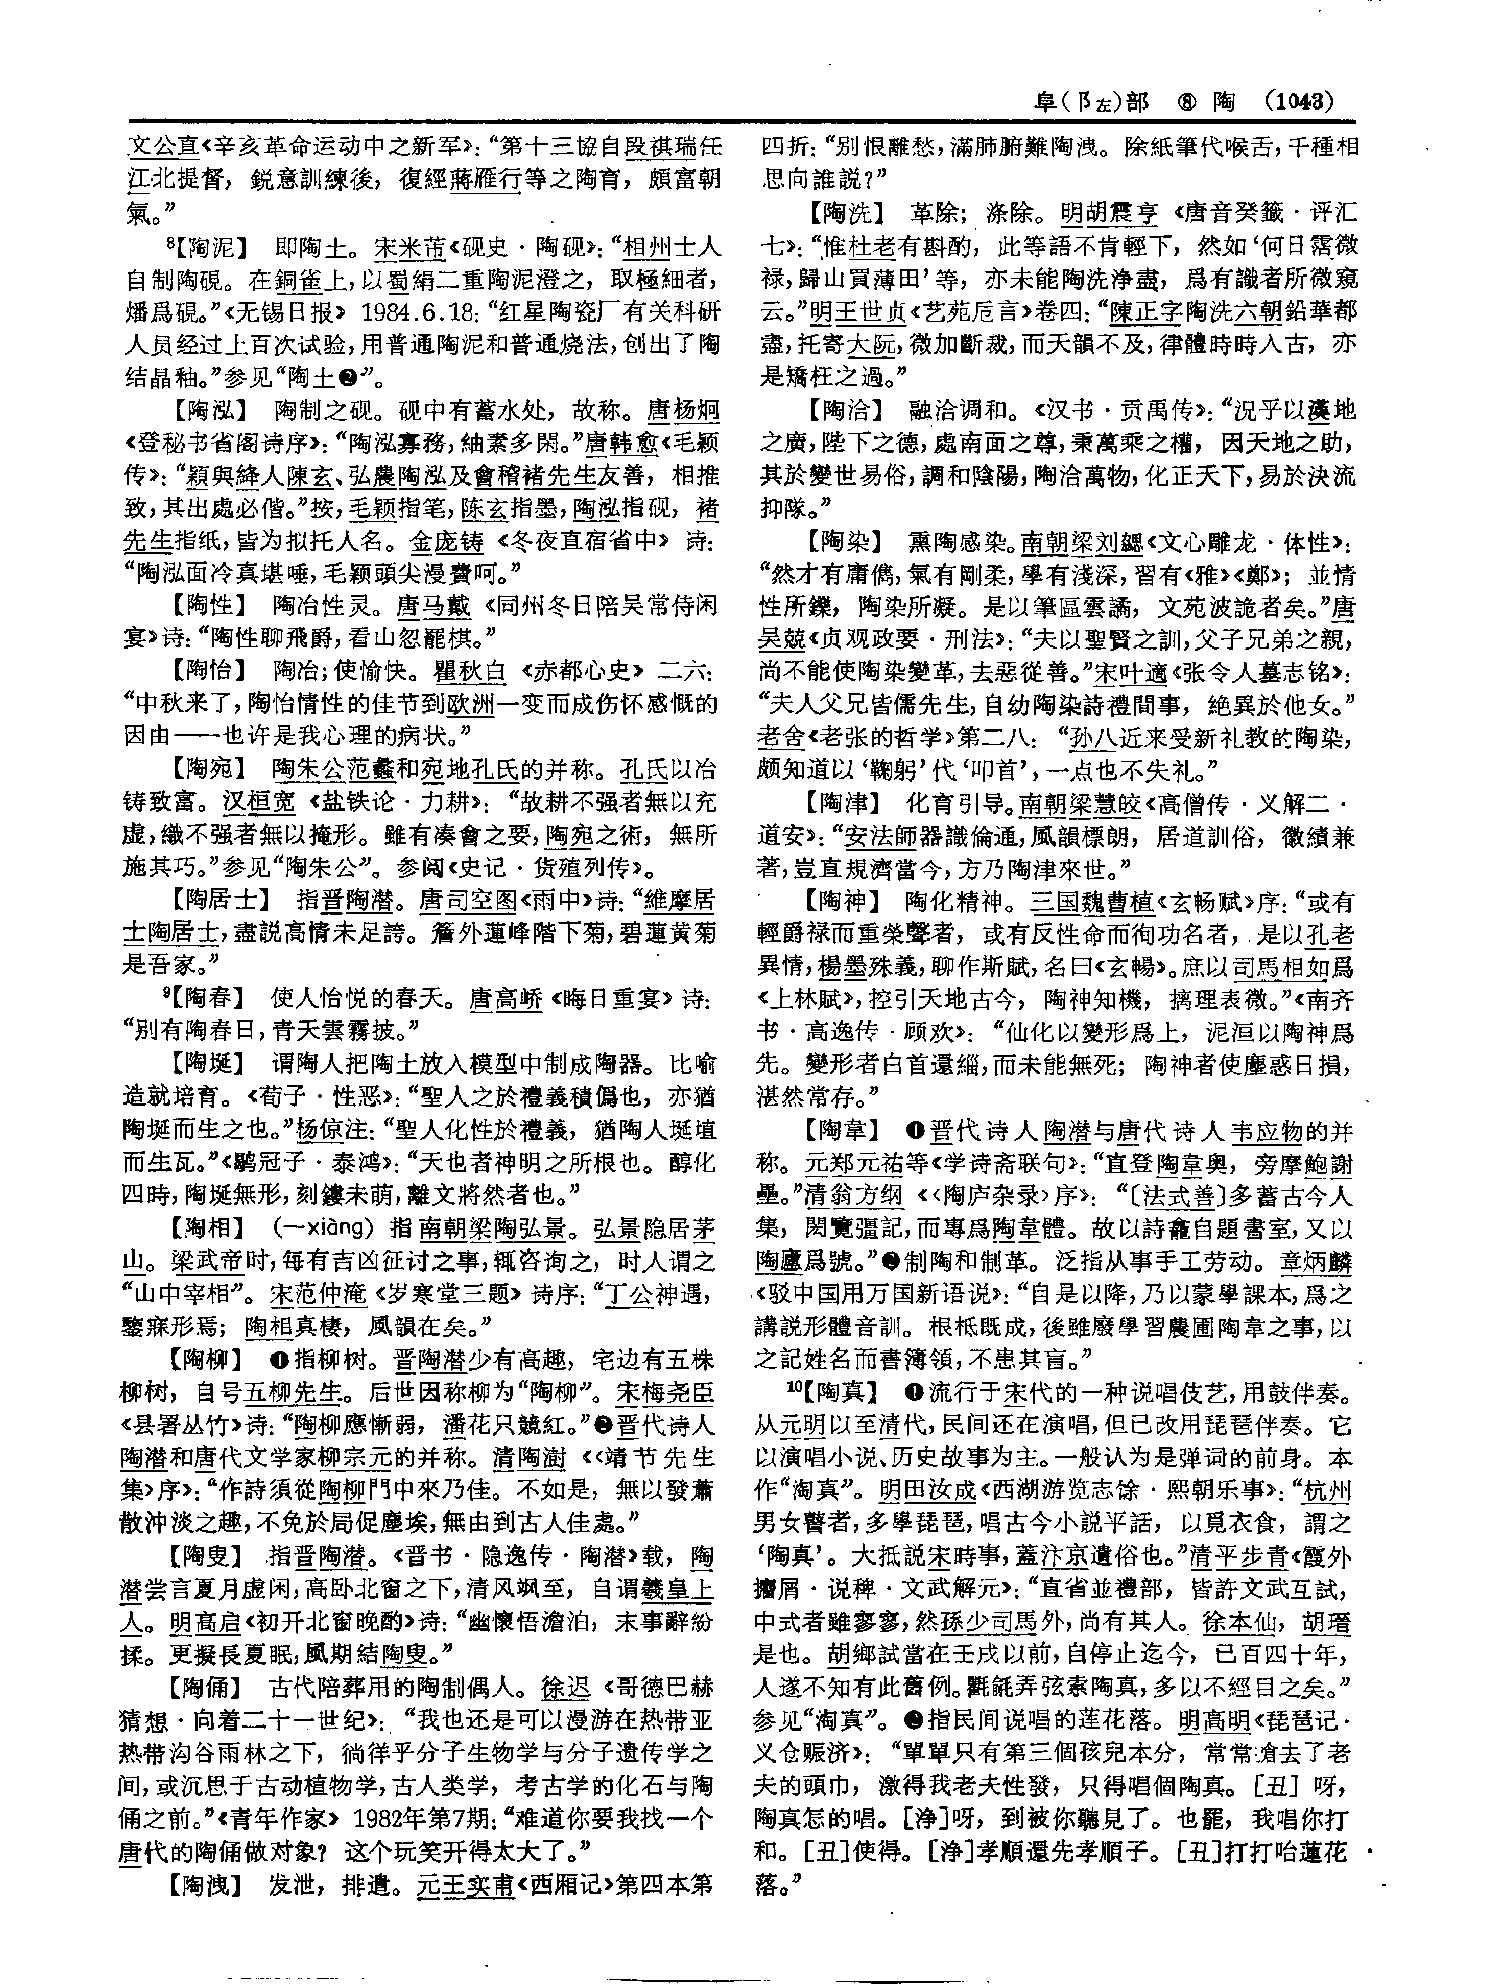 阜(阝左)部 ⑧ 陶 (1043)
文公直《辛亥革命运动中之新军》：“第十三協自段祺瑞任
江北提督，鋭意訓練後，復經蔣雁行等之陶育，頗富朝
氣。”
8【陶泥】 即陶土。宋米芾《砚史·陶砚》：“相州士人
自制陶硯。在銅雀上，以蜀絹二重陶泥澄之，取極細者，
燔爲硯。”《无锡日报》1984.6.18：“红星陶瓷厂有关科研
人员经过上百次试验，用普通陶泥和普通烧法，创出了陶
结晶釉。”参见“陶土❷”。
【陶泓】 陶制之砚。砚中有蓄水处，故称。唐杨炯
《登秘书省阁诗序》：“陶泓寡務，紬素多閑。”唐韩愈《毛颖
传》：“穎與絳人陳玄、弘農陶泓及會稽褚先生友善，相推
致，其出處必偕。”按，毛颖指笔，陈玄指墨，陶泓指砚，褚
先生指纸，皆为拟托人名。金庞铸《冬夜直宿省中》诗：
“陶泓面冷真堪唾，毛颖頭尖漫費呵。”
【陶性】 陶冶性灵。唐马戴《同州冬日陪吴常侍闲
宴》诗：“陶性聊飛爵，看山忽罷棋。”
【陶怡】 陶冶；使愉快。瞿秋白《赤都心史》二六：
“中秋来了，陶怡情性的佳节到欧洲一变而成伤怀感慨的
因由——也许是我心理的病状。”
【陶宛】 陶朱公范蠡和宛地孔氏的并称。孔氏以冶
铸致富。汉桓宽《盐铁论·力耕》：“故耕不强者無以充
虚，織不强者無以掩形。雖有凑會之要，陶宛之術，無所
施其巧。”参见“陶朱公”。参阅《史记·货殖列传》。
【陶居士】 指晋陶潜。唐司空图《雨中》诗：“維摩居
士陶居士，盡説高情未足誇。簷外蓮峰階下菊，碧蓮黄菊
是吾家。”
9【陶春】 使人怡悦的春天。唐高峤《晦日重宴》诗：
“别有陶春日，青天雲霧披。”
【陶埏】 谓陶人把陶土放入模型中制成陶器。比喻
造就培育。《荀子·性恶》：“聖人之於禮義積僞也，亦猶
陶埏而生之也。”杨倞注：“聖人化性於禮義，猶陶人埏埴
而生瓦。”《鹖冠子·泰鸿》：“天也者神明之所根也。醇化
四時，陶埏無形，刻鏤未萌，離文將然者也。”
【陶相】 （—xiàng）指南朝梁陶弘景。弘景隐居茅
山。梁武帝时，每有吉凶征讨之事，辄咨询之，时人谓之
“山中宰相”。宋范仲淹《岁寒堂三题》诗序：“丁公神遇，
鑒寐形焉；陶相真棲，風韻在矣。”
【陶柳】 ❶指柳树。晋陶潜少有高趣，宅边有五株
柳树，自号五柳先生。后世因称柳为“陶柳”。宋梅尧臣
《县署丛竹》诗：“陶柳應慚弱，潘花只競紅。”❷晋代诗人
陶潜和唐代文学家柳宗元的并称。清陶澍《〈靖节先生
集〉序》：“作詩須從陶柳門中來乃佳。不如是，無以發蕭
散沖淡之趣，不免於局促塵埃，無由到古人佳處。”
【陶叟】 指晋陶潜。《晋书·隐逸传·陶潜》载，陶
潜尝言夏月虚闲，高卧北窗之下，清风飒至，自谓羲皇上
人。明高启《初开北窗晚酌》诗：“幽懷悟澹泊，末事辭紛
揉。更擬長夏眠，風期結陶叟。”
【陶俑】 古代陪葬用的陶制偶人。徐迟《哥德巴赫
猜想·向着二十一世纪》：“我也还是可以漫游在热带亚
热带沟谷雨林之下，徜徉乎分子生物学与分子遗传学之
间，或沉思于古动植物学，古人类学，考古学的化石与陶
俑之前。”《青年作家》1982年第7期：“难道你要我找一个
唐代的陶俑做对象？这个玩笑开得太大了。”
【陶洩】 发泄，排遣。元王实甫《西厢记》第四本第
四折：“别恨離愁，滿肺腑難陶洩。除紙筆代喉舌，千種相
思向誰説？”
【陶洗】 革除；涤除。明胡震亨《唐音癸籤·评汇
七》：“惟杜老有斟酌，此等語不肯輕下，然如‘何日霑微
禄，歸山買薄田’等，亦未能陶洗净盡，爲有識者所微窺
云。”明王世贞《艺苑卮言》卷四：“陳正字陶洗六朝鉛華都
盡，托寄大阮，微加斷裁，而天韻不及，律體時時入古，亦
是矯枉之過。”
【陶洽】 融洽调和。《汉书·贡禹传》：“況乎以漢地
之廣，陛下之德，處南面之尊，秉萬乘之權，因天地之助，
其於變世易俗，調和陰陽，陶洽萬物，化正天下，易於決流
抑隊。”
【陶染】 熏陶感染。南朝梁刘勰《文心雕龙·体性》：
“然才有庸儁，氣有剛柔，學有淺深，習有《雅》《鄭》；並情
性所鑠，陶染所凝。是以筆區雲譎，文苑波詭者矣。”唐
吴兢《贞观政要·刑法》：“夫以聖賢之訓，父子兄弟之親，
尚不能使陶染變革，去惡從善。”宋叶適《张令人墓志铭》：
“夫人父兄皆儒先生，自幼陶染詩禮間事，絶異於他女。”
老舍《老张的哲学》第二八：“孙八近来受新礼教的陶染，
颇知道以‘鞠躬’代‘叩首’，一点也不失礼。”
【陶津】 化育引导。南朝梁慧皎《高僧传·义解二·
道安》：“安法師器識倫通，風韻標朗，居道訓俗，徽績兼
著，豈直規濟當今，方乃陶津來世。”
【陶神】 陶化精神。三国魏曹植《玄畅赋》序：“或有
輕爵禄而重榮聲者，或有反性命而徇功名者，是以孔老
異情，楊墨殊義，聊作斯賦，名曰《玄暢》。庶以司馬相如爲
《上林賦》，控引天地古今，陶神知機，摛理表微。”《南齐
书·高逸传·顾欢》：“仙化以變形爲上，泥洹以陶神爲
先。變形者白首還緇，而未能無死；陶神者使塵惑日損，
湛然常存。”
【陶韋】 ❶晋代诗人陶潜与唐代诗人韦应物的并
称。元郑元祐等《学诗斋联句》：“直登陶韋奥，旁摩鮑謝
壘。”清翁方纲《〈陶庐杂录〉序》：“〔法式善〕多蓄古今人
集，閲覽彊記，而專爲陶韋體。故以詩龕自題書室，又以
陶廬爲號。”❷制陶和制革。泛指从事手工劳动。章炳麟
《驳中国用万国新语说》：“自是以降，乃以蒙學課本，爲之
講説形體音訓。根柢既成，後雖廢學習農圃陶韋之事，以
之記姓名而書簿領，不患其盲。”
10【陶真】 ❶流行于宋代的一种说唱伎艺，用鼓伴奏。
从元明以至清代，民间还在演唱，但已改用琵琶伴奏。它
以演唱小说、历史故事为主。一般认为是弹词的前身。本
作“淘真”。明田汝成《西湖游览志馀·熙朝乐事》：“杭州
男女瞽者，多學琵琶，唱古今小説平話，以覓衣食，謂之
‘陶真’。大抵説宋時事，蓋汴京遺俗也。”清平步青《霞外
攟屑·说稗·文武解元》：“直省並禮部，皆許文武互試，
中式者雖寥寥，然孫少司馬外，尚有其人。徐本仙，胡瑨
是也。胡鄉試當在壬戌以前，自停止迄今，已百四十年，
人遂不知有此舊例。氍毹弄弦索陶真，多以不經目之矣。”
参见“淘真”。❷指民间说唱的莲花落。明高明《琵琶记·
义仓赈济》：“單單只有第三個孩兒本分，常常搶去了老
夫的頭巾，激得我老夫性發，只得唱個陶真。［丑］呀，
陶真怎的唱。［净］呀，到被你聽見了。也罷，我唱你打
和。［丑］使得。［净］孝順還先孝順子。［丑］打打咍蓮花
落。”